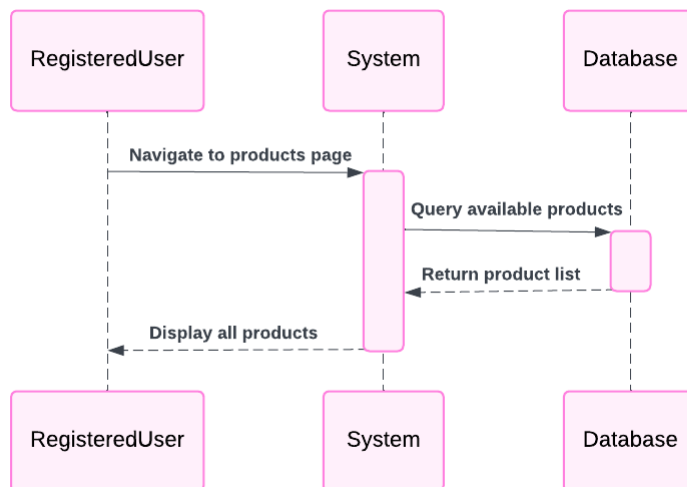 RegisteredUser
System
Database
Navigate to products page
Query available products
Return product list
Display all products
RegisteredUser
System
Database